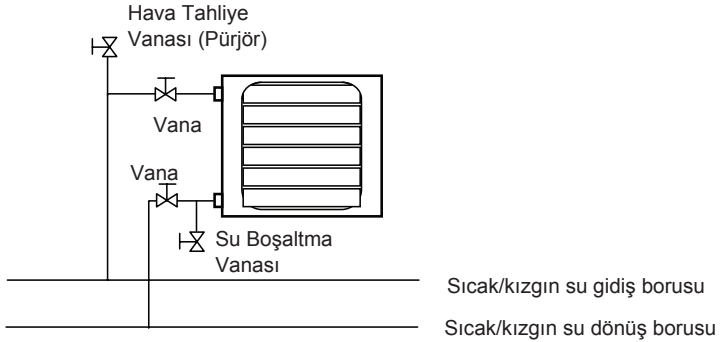 Hava Tahliye
Vanası (Pürjör)
Vana
Vana
Su Boşaltma
Vanası
Sıcak/kızgın su gidiş borusu
Sıcak/kızgın su dönüş borusu